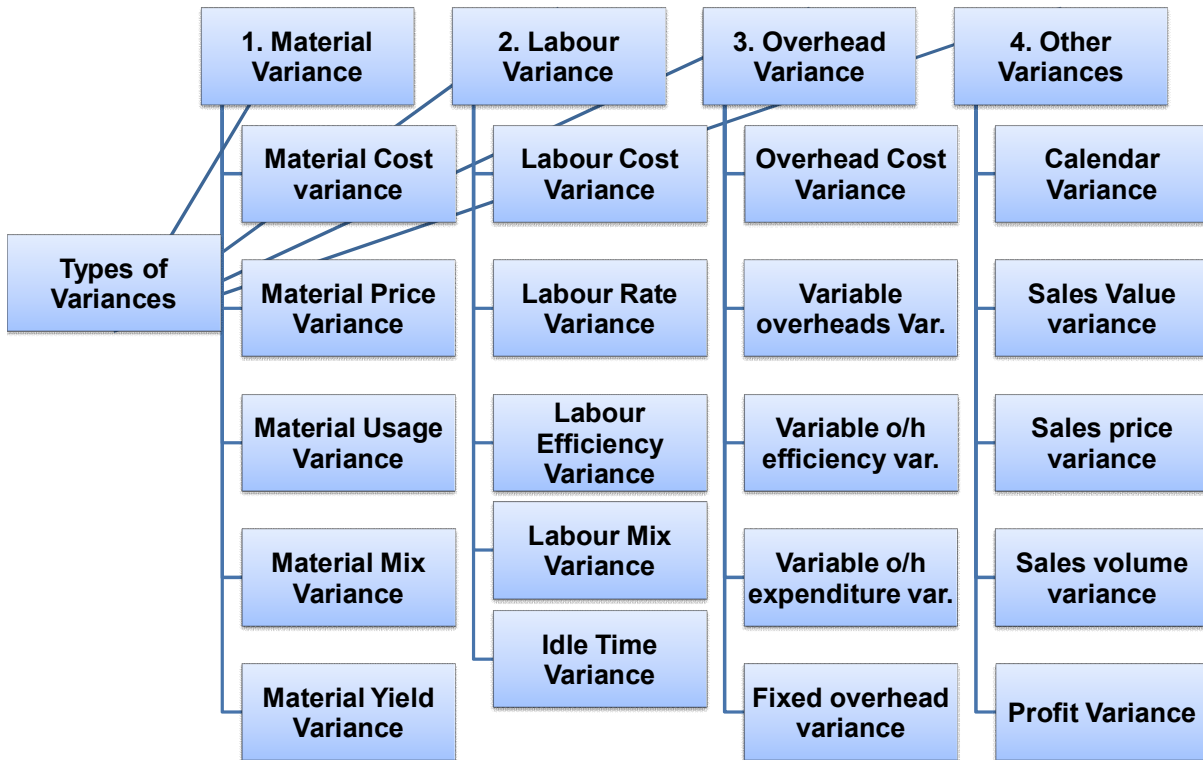 1. Material
Variance
2. Labour
Variance
3. Overhead
Variance
4. Other
Variances
Types of
Variances
Material Cost
variance
Material Price
Variance
Material Usage
Variance
Material Mix
Variance
Material Yield
Variance
Labour Cost
Variance
Labour Rate
Variance
Labour
Efficiency
Variance
Labour Mix
Variance
Idle Time
Variance
Overhead Cost
Variance
Variable
overheads Var.
Variable o/h
efficiency var.
Variable o/h
expenditure var.
Fixed overhead
variance
Calendar
Variance
Sales Value
variance
Sales price
variance
Sales volume
variance
Profit Variance